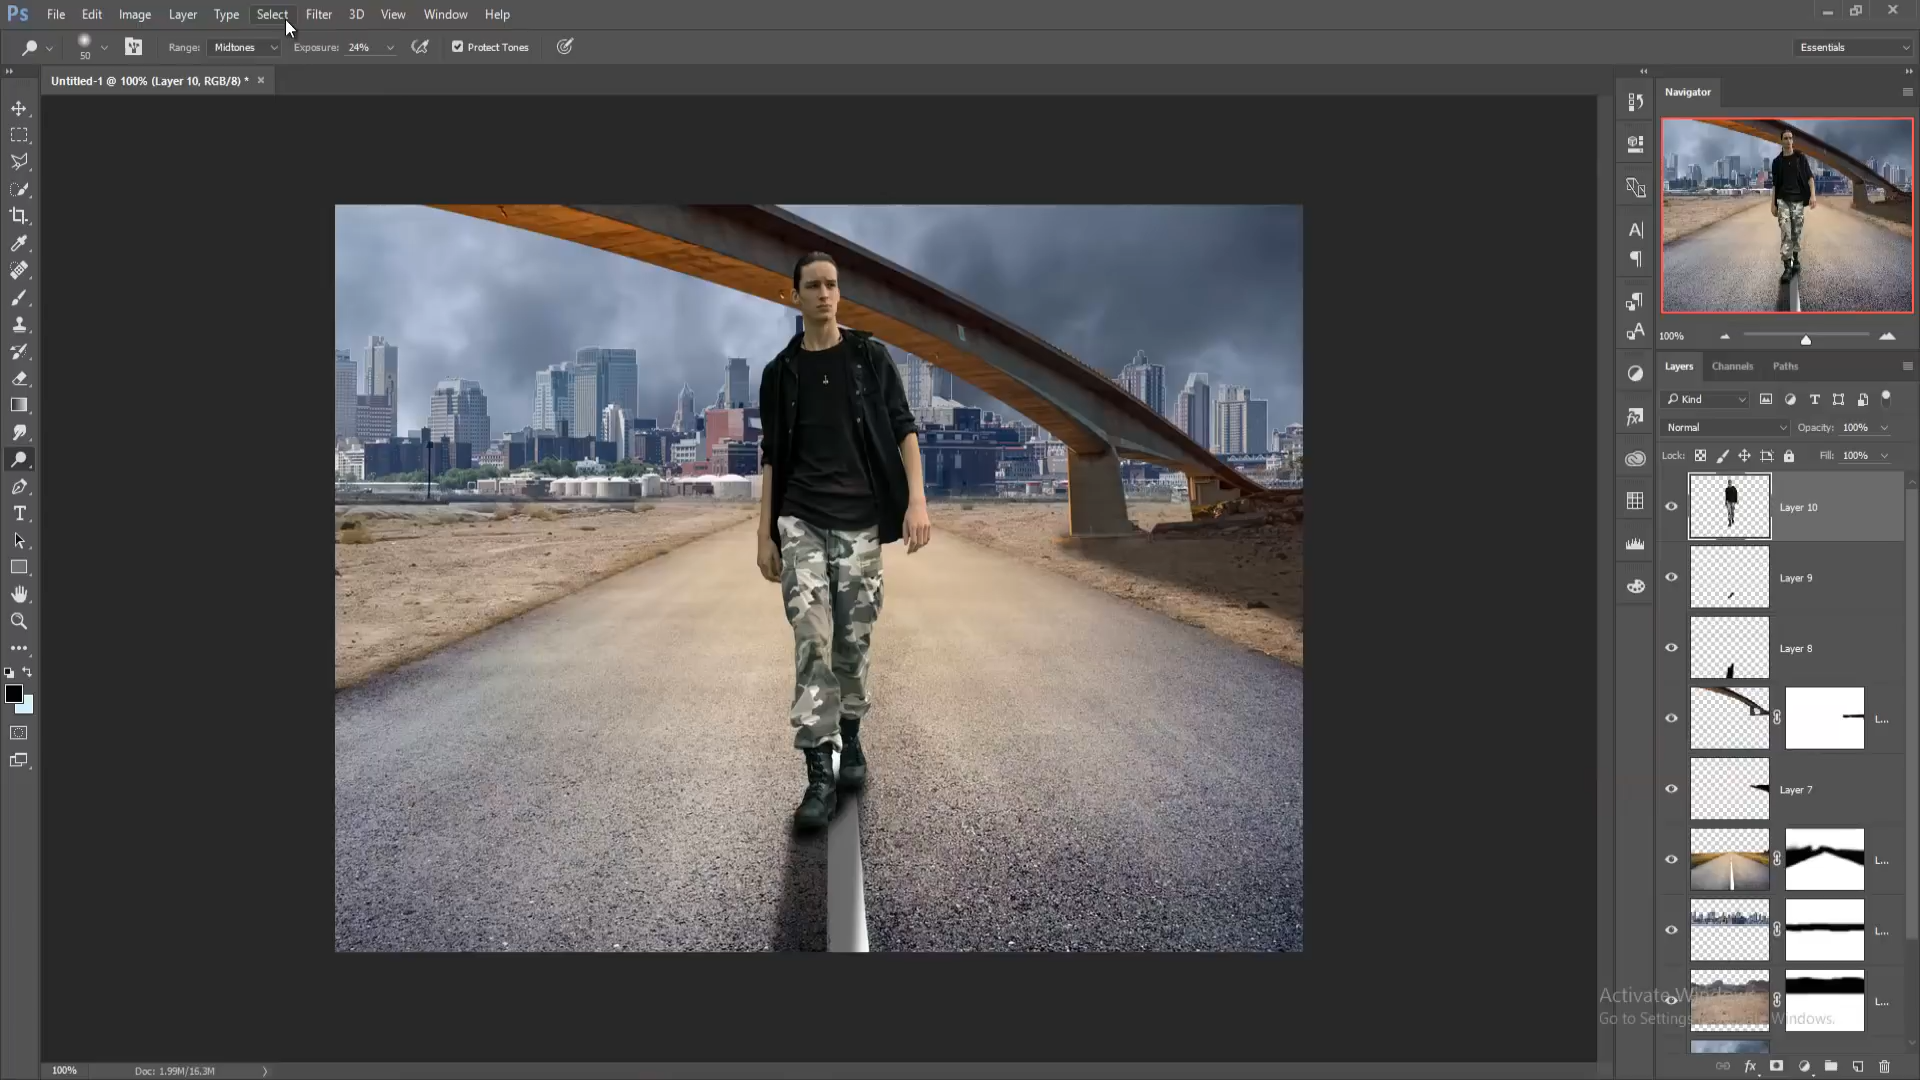 Ps File Edit Image Layer Type Select Filter 3D View Window Help
50 Range: Midtones Exposure: 24% Protect Tones Essentials
Untitled-1 @ 100% (Layer 10, RGB/8) * ×
Navigator
100%
Layers Channels Paths
Kind
Normal Opacity: 100%
Lock: Fill: 100%
Layer 10
Layer 9
Layer 8
L...
Layer 7
L...
L...
L...
Activate Windows
Go to Settings to activate Windows.
100% Doc: 1.99M/16.3M